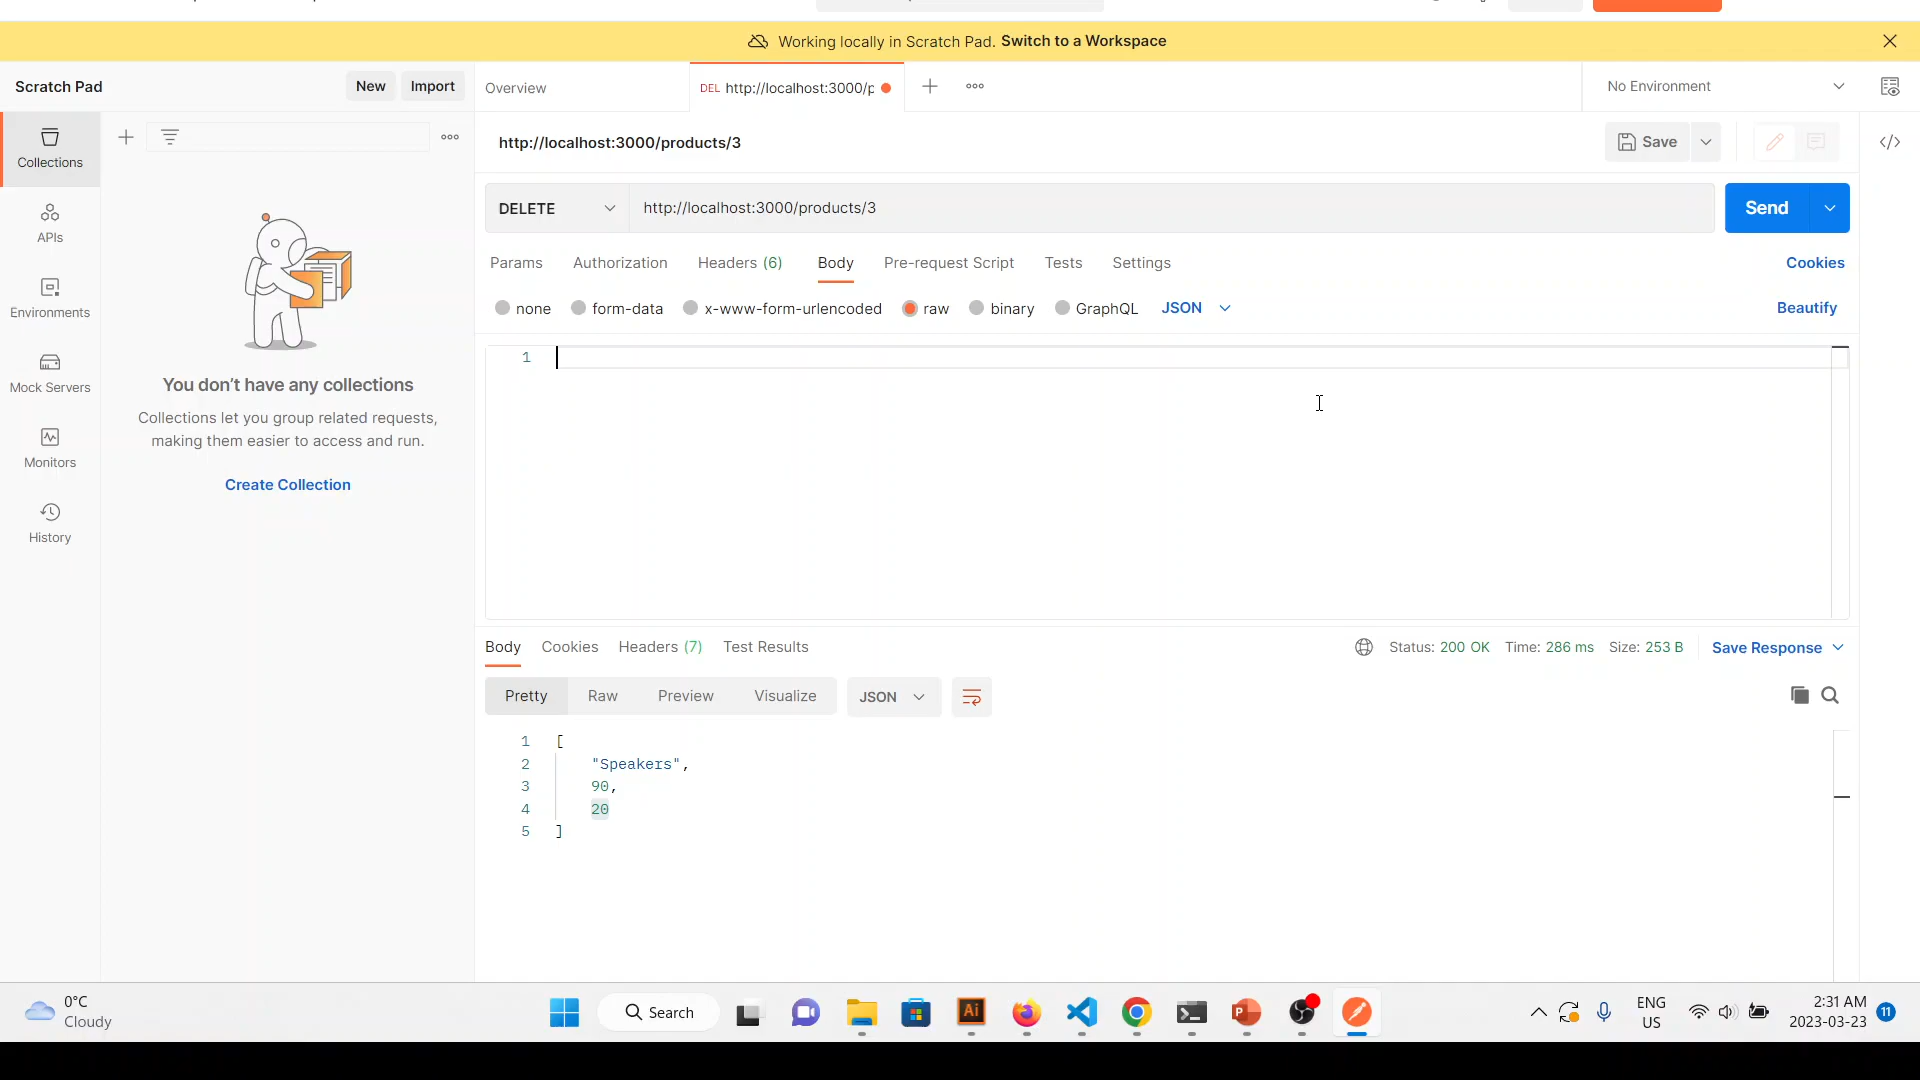 Working locally in Scratch Pad. Switch to a Workspace
Scratch Pad
New
Import
Overview
DEL http://localhost:3000/p
No Environment
Collections
http://localhost:3000/products/3
Save
APIs
DELETE
http://localhost:3000/products/3
Send
Params
Authorization
Headers (6)
Body
Pre-request Script
Tests
Settings
Cookies
Environments
none
form-data
x-www-form-urlencoded
raw
binary
GraphQL
JSON
Beautify
1
Mock Servers
You don’t have any collections
Collections let you group related requests,
making them easier to access and run.
Monitors
Create Collection
History
Body
Cookies
Headers (7)
Test Results
Status: 200 OK
Time: 286 ms
Size: 253 B
Save Response
Pretty
Raw
Preview
Visualize
JSON
1 [
2 "Speakers",
3 90,
4 20
5 ]
0°C
Cloudy
Search
Ai
P
ENG
US
2:31 AM
2023-03-23
11